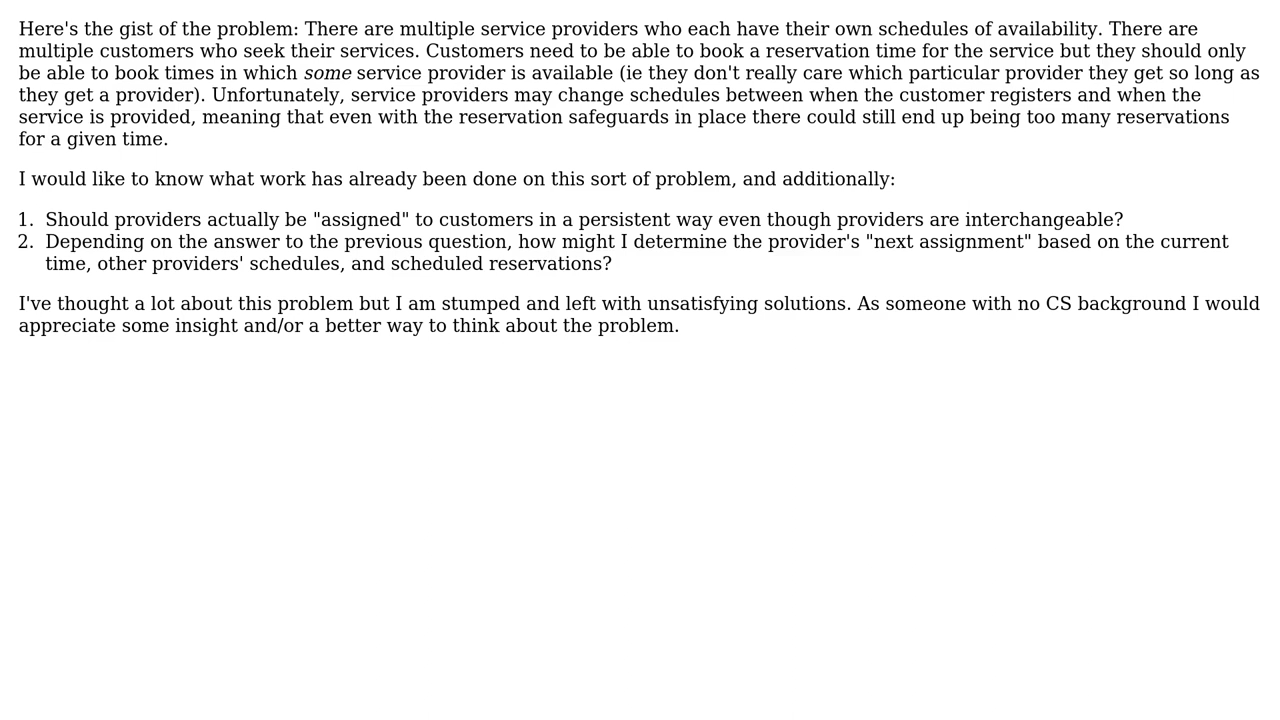 Here's the gist of the problem: There are multiple service providers who each have their own schedules of availability. There are
multiple customers who seek their services. Customers need to be able to book a reservation time for the service but they should only
be able to book times in which some service provider is available (ie they don't really care which particular provider they get so long as
they get a provider). Unfortunately, service providers may change schedules between when the customer registers and when the
service is provided, meaning that even with the reservation safeguards in place there could still end up being too many reservations
for a given time.
I would like to know what work has already been done on this sort of problem, and additionally:
1. Should providers actually be "assigned" to customers in a persistent way even though providers are interchangeable?
2. Depending on the answer to the previous question, how might I determine the provider's "next assignment" based on the current
time, other providers' schedules, and scheduled reservations?
I've thought a lot about this problem but I am stumped and left with unsatisfying solutions. As someone with no CS background I would
appreciate some insight and/or a better way to think about the problem.